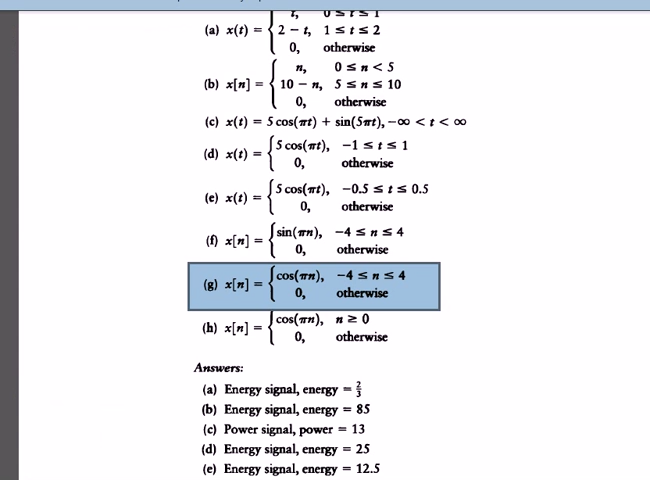 t, 0 ≤ t ≤ 1
(a) x(t) = { 2 − t, 1 ≤ t ≤ 2
0, otherwise
n, 0 ≤ n < 5
(b) x[n] = { 10 − n, 5 ≤ n ≤ 10
0, otherwise
(c) x(t) = 5 cos(πt) + sin(5πt), −∞ < t < ∞
(d) x(t) = { 5 cos(πt), −1 ≤ t ≤ 1
0, otherwise
(e) x(t) = { 5 cos(πt), −0.5 ≤ t ≤ 0.5
0, otherwise
(f) x[n] = { sin(πn), −4 ≤ n ≤ 4
0, otherwise
(g) x[n] = { cos(πn), −4 ≤ n ≤ 4
0, otherwise
(h) x[n] = { cos(πn), n ≥ 0
0, otherwise
Answers:
(a) Energy signal, energy = 2/3
(b) Energy signal, energy = 85
(c) Power signal, power = 13
(d) Energy signal, energy = 25
(e) Energy signal, energy = 12.5